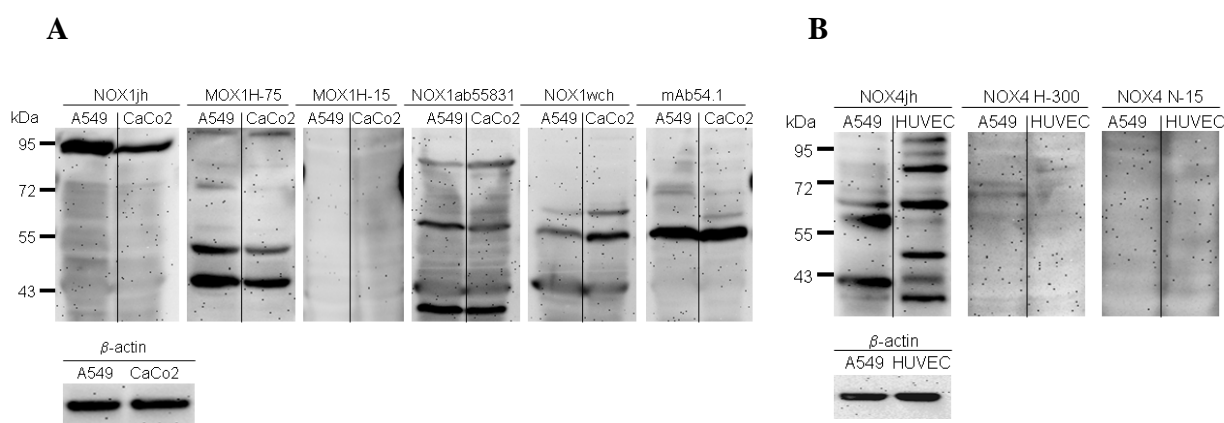 A
B
NOX1jh MOX1H-75 MOX1H-15 NOX1ab55831 NOX1wch mAb54.1
kDa A549 CaCo2 A549 CaCo2 A549 CaCo2 A549 CaCo2 A549 CaCo2 A549 CaCo2
95
72
55
43
β-actin
A549 CaCo2
NOX4jh NOX4 H-300 NOX4 N-15
kDa A549 HUVEC A549 HUVEC A549 HUVEC
95
72
55
43
β-actin
A549 HUVEC